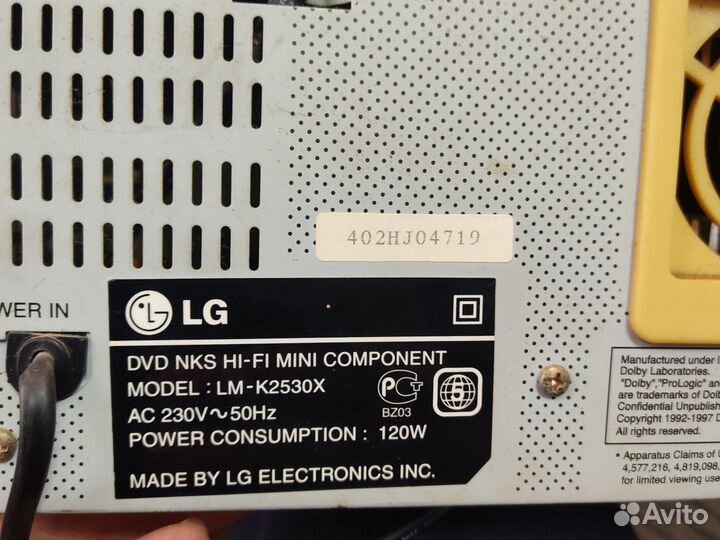 402HJ04719
WER IN
LG
DVD NKS HI-FI MINI COMPONENT
MODEL : LM-K2530X
AC 230V~50Hz
POWER CONSUMPTION : 120W
MADE BY LG ELECTRONICS INC.
РСТ
BZ03
5
Manufactured under
Dolby Laboratories.
"Dolby","ProLogic" an
are trademarks of Dol
Confidential Unpublish
Copyright 1992-1997 D
All rights reserved.
* Apparatus Claims of U
4,577,216, 4,819,098,
for limited viewing use
Avito